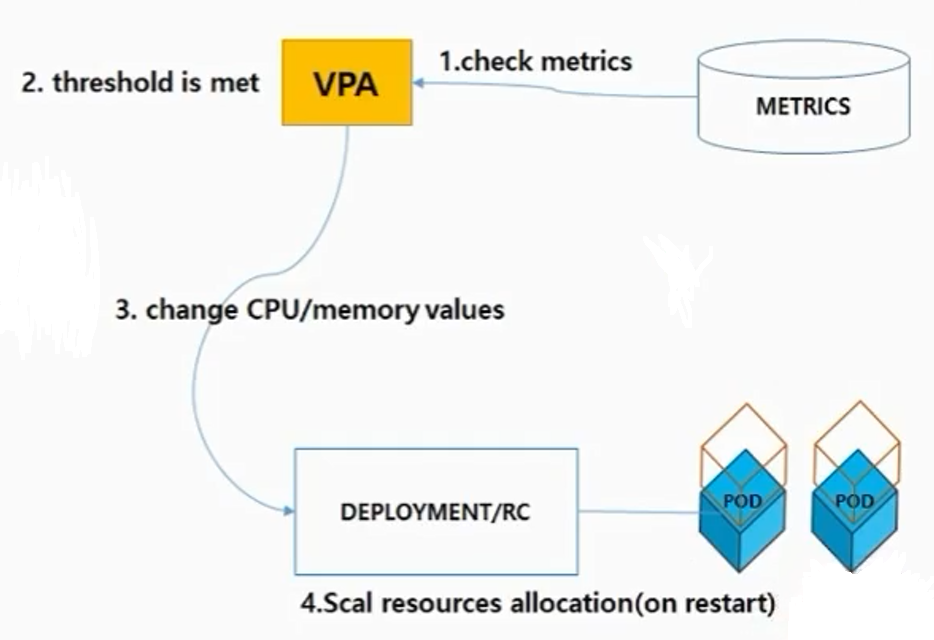 1.check metrics
2. threshold is met
VPA
METRICS
3. change CPU/memory values
DEPLOYMENT/RC
POD
POD
4.Scal resources allocation(on restart)